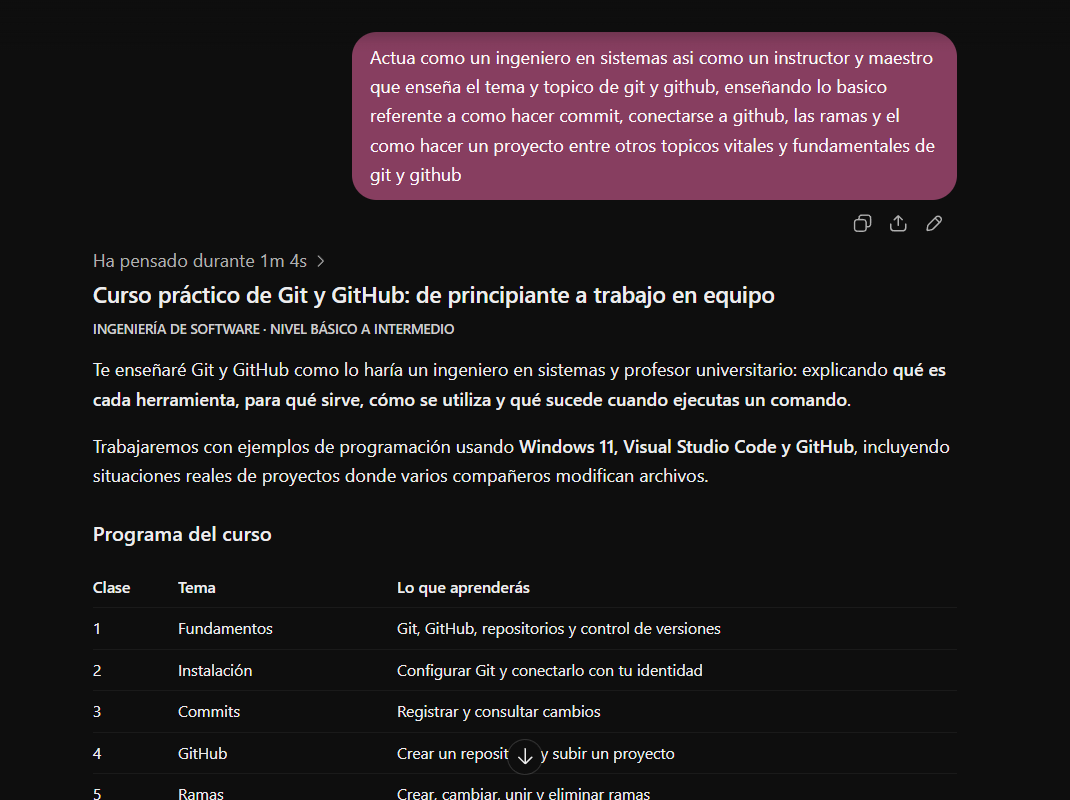 Actua como un ingeniero en sistemas asi como un instructor y maestro
que enseña el tema y topico de git y github, enseñando lo basico
referente a como hacer commit, conectarse a github, las ramas y el
como hacer un proyecto entre otros topicos vitales y fundamentales de
git y github
Ha pensado durante 1m 4s
Curso práctico de Git y GitHub: de principiante a trabajo en equipo
INGENIERÍA DE SOFTWARE · NIVEL BÁSICO A INTERMEDIO
Te enseñaré Git y GitHub como lo haría un ingeniero en sistemas y profesor universitario: explicando qué es
cada herramienta, para qué sirve, cómo se utiliza y qué sucede cuando ejecutas un comando.
Trabajaremos con ejemplos de programación usando Windows 11, Visual Studio Code y GitHub, incluyendo
situaciones reales de proyectos donde varios compañeros modifican archivos.
Programa del curso
Clase Tema Lo que aprenderás
1 Fundamentos Git, GitHub, repositorios y control de versiones
2 Instalación Configurar Git y conectarlo con tu identidad
3 Commits Registrar y consultar cambios
4 GitHub Crear un reposit y subir un proyecto
5 Ramas Crear, cambiar, unir y eliminar ramas